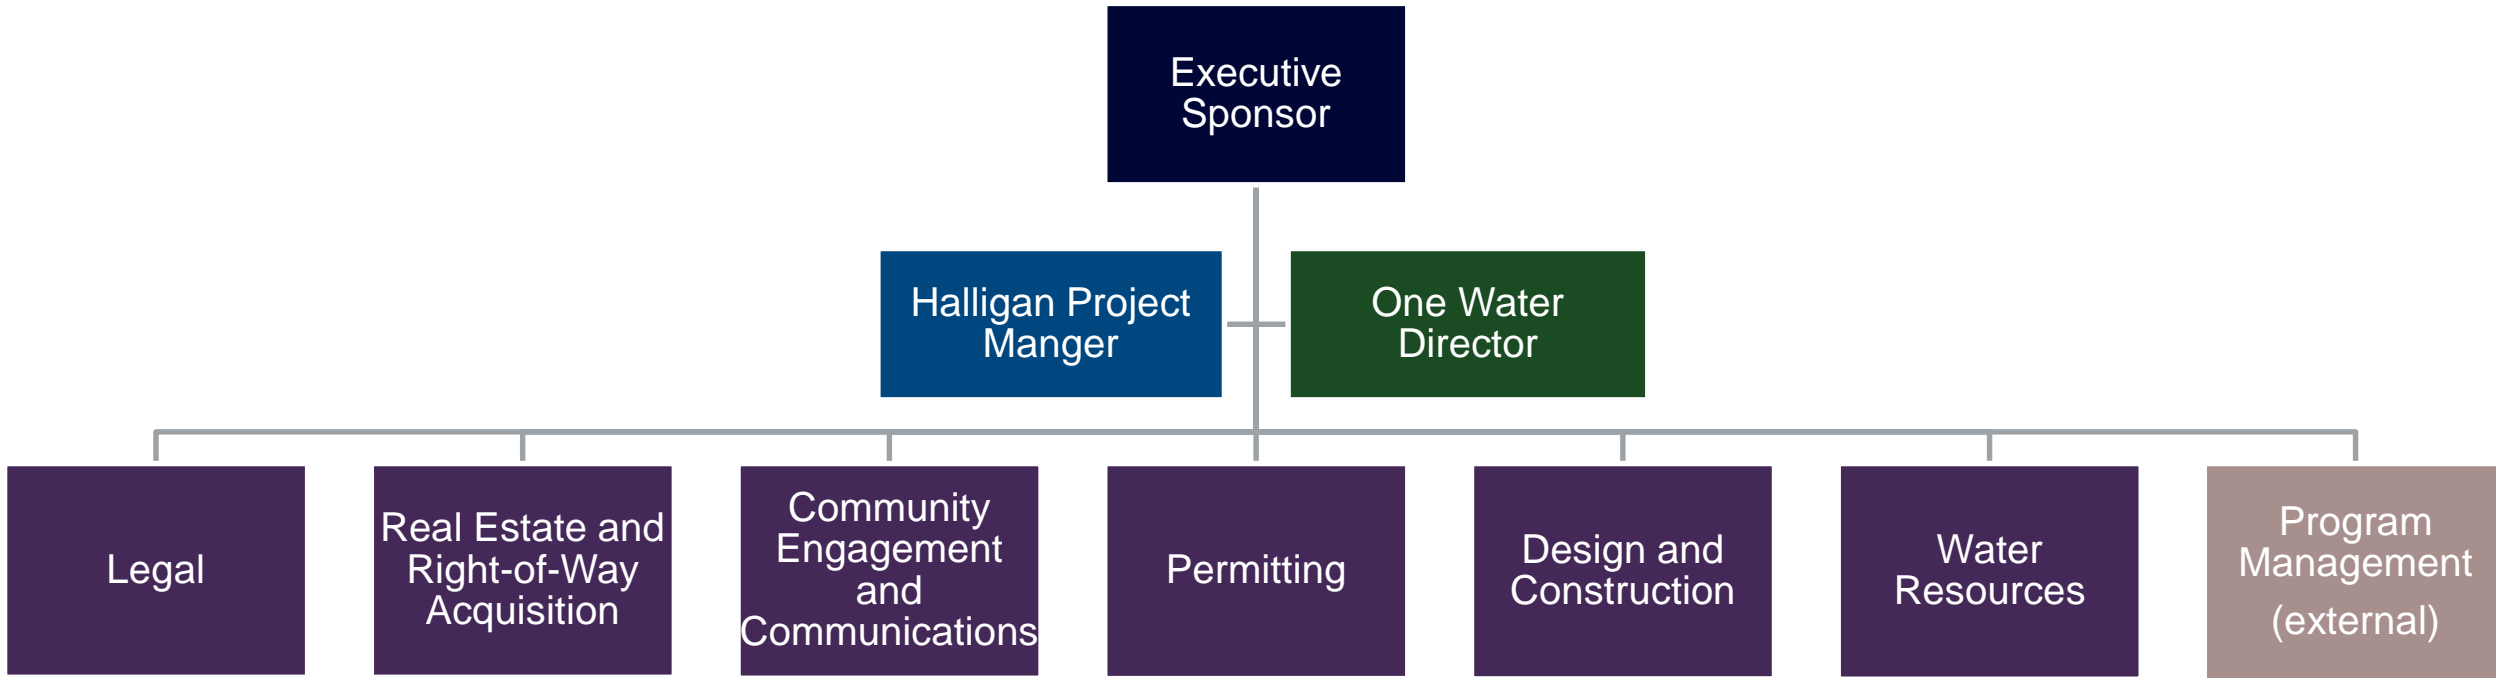 Executive
Sponsor
Halligan Project
Manger
One Water
Director
Legal
Real Estate and
Right-of-Way
Acquisition
Community
Engagement
and
Communications
Permitting
Design and
Construction
Water
Resources
Program
Management
(external)